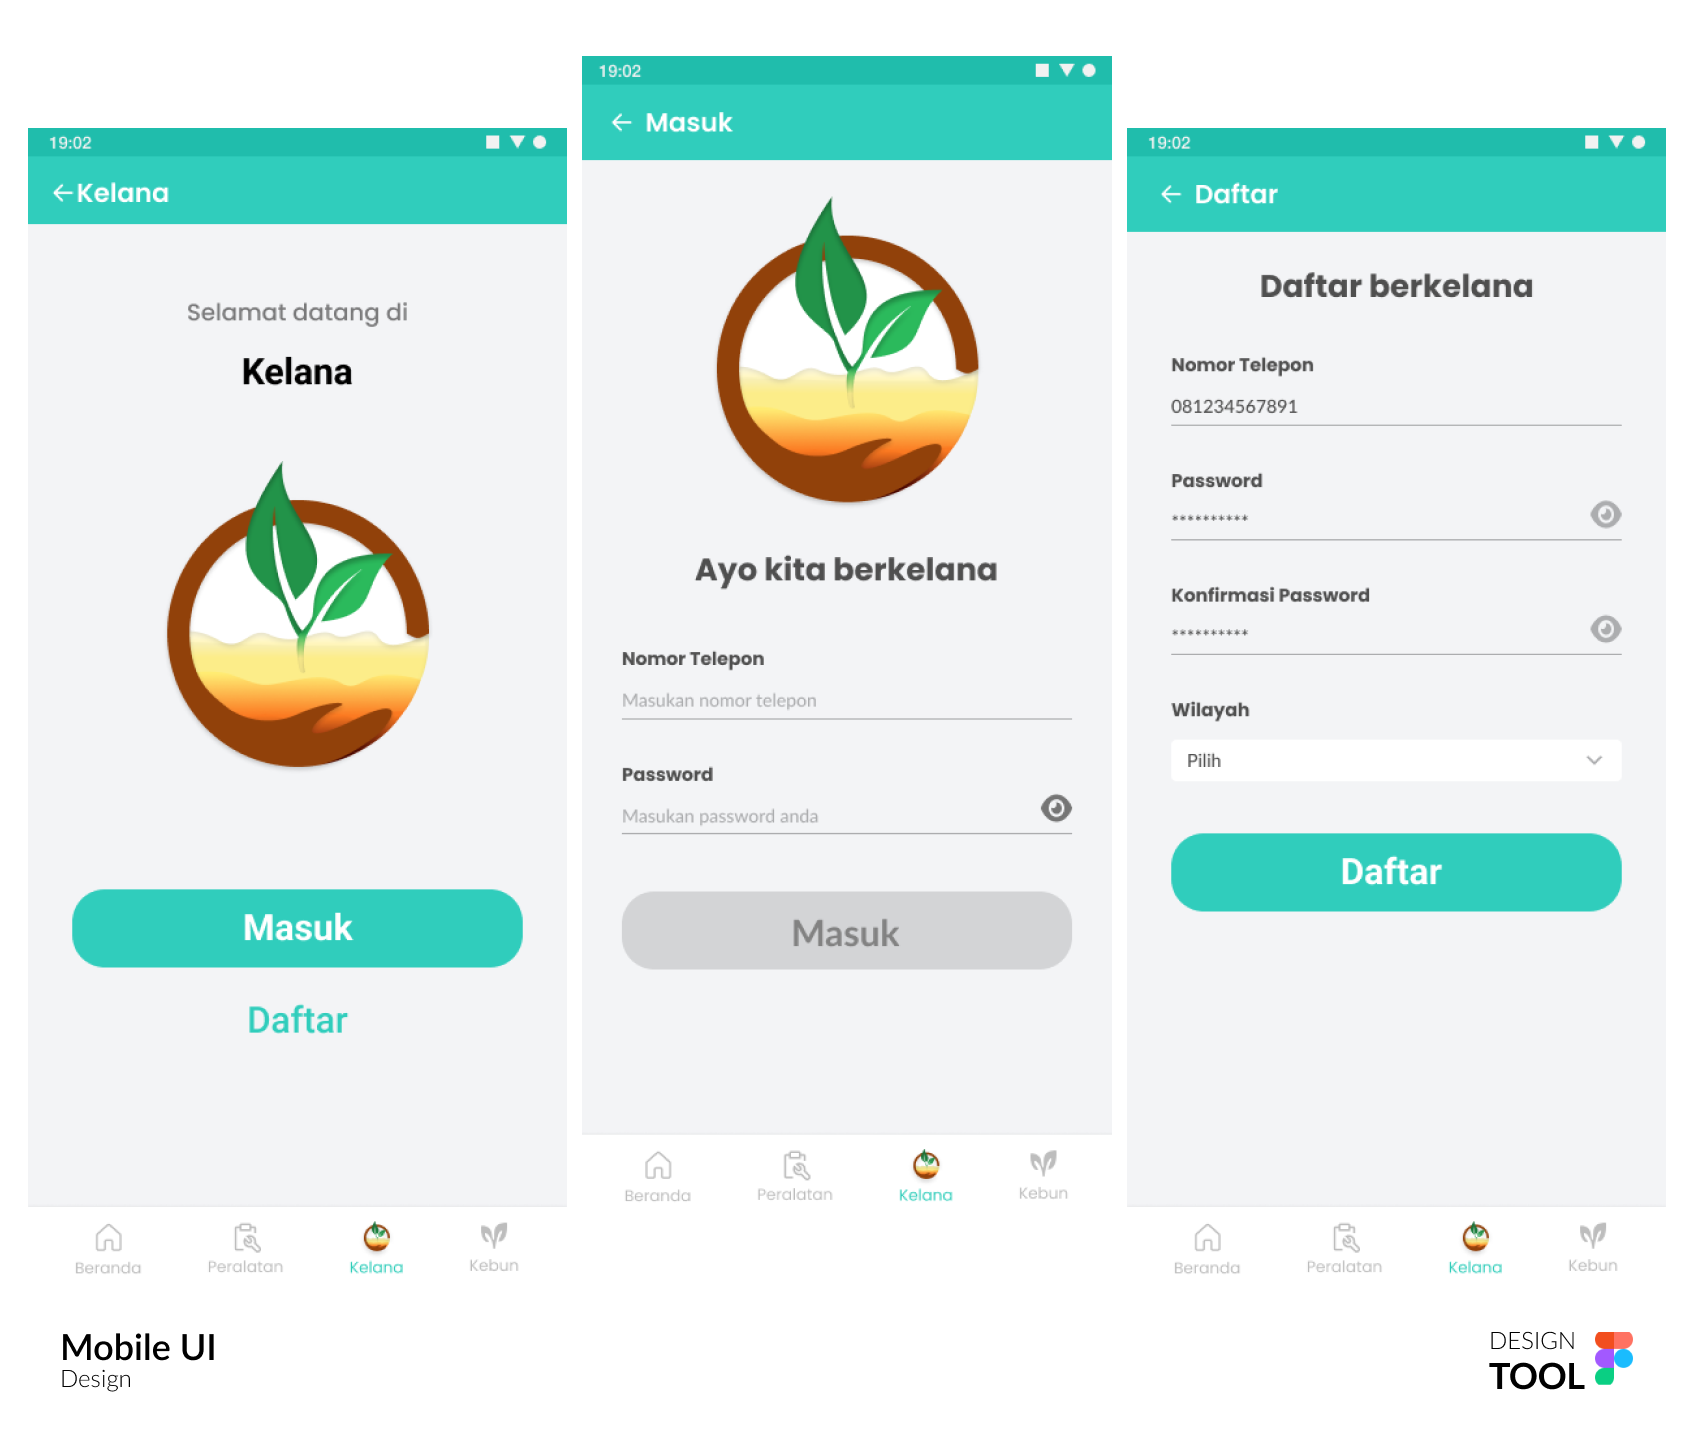 19:02
Kelana
Selamat datang di
Kelana
Masuk
Daftar
Beranda
Peralatan
Kelana
Kebun
19:02
Masuk
Ayo kita berkelana
Nomor Telepon
Masukan nomor telepon
Password
Masukan password anda
Masuk
Beranda
Peralatan
Kelana
Kebun
19:02
Daftar
Daftar berkelana
Nomor Telepon
081234567891
Password
**********
Konfirmasi Password
**********
Wilayah
Pilih
Daftar
Beranda
Peralatan
Kelana
Kebun
Mobile UI
Design
DESIGN
TOOL